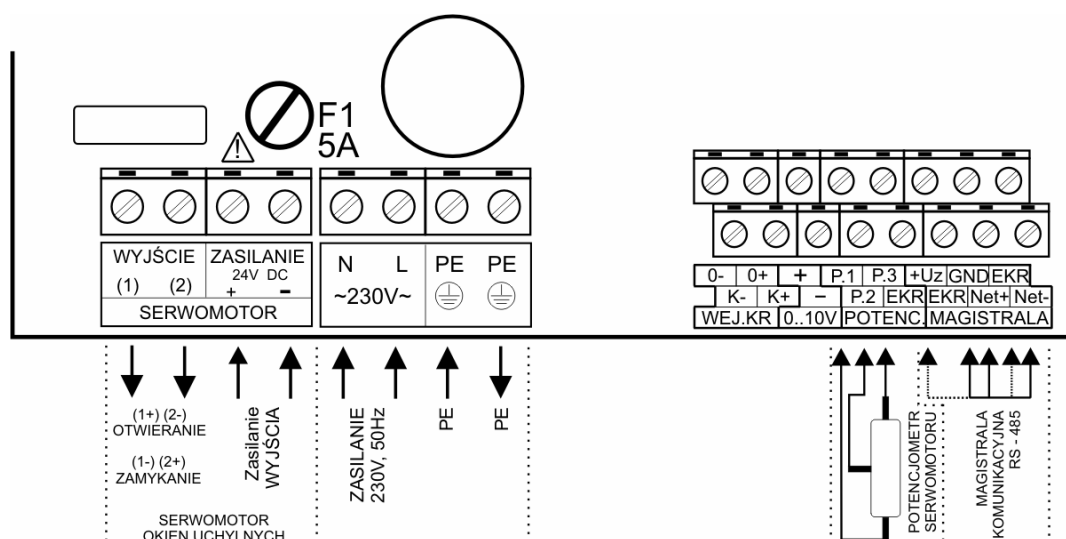 F1
5A
WYJŚCIE ZASILANIE
24V DC
(1) (2) + -
SERWOMOTOR
N L PE PE
~230V~
0- 0+ + P.1 P.3 +Uz GND EKR
K- K+ – P.2 EKR EKR Net+ Net-
WEJ.KR 0..10V POTENC. MAGISTRALA
(1+) (2-)
OTWIERANIE
(1-) (2+)
ZAMYKANIE
Zasilanie
WYJŚCIA
ZASILANIE
230V, 50Hz
PE
PE
POTENCJOMETR
SERWOMOTORU
MAGISTRALA
KOMUNIKACYJNA
RS - 485
SERWOMOTOR
OKIEN UCHYLNYCH